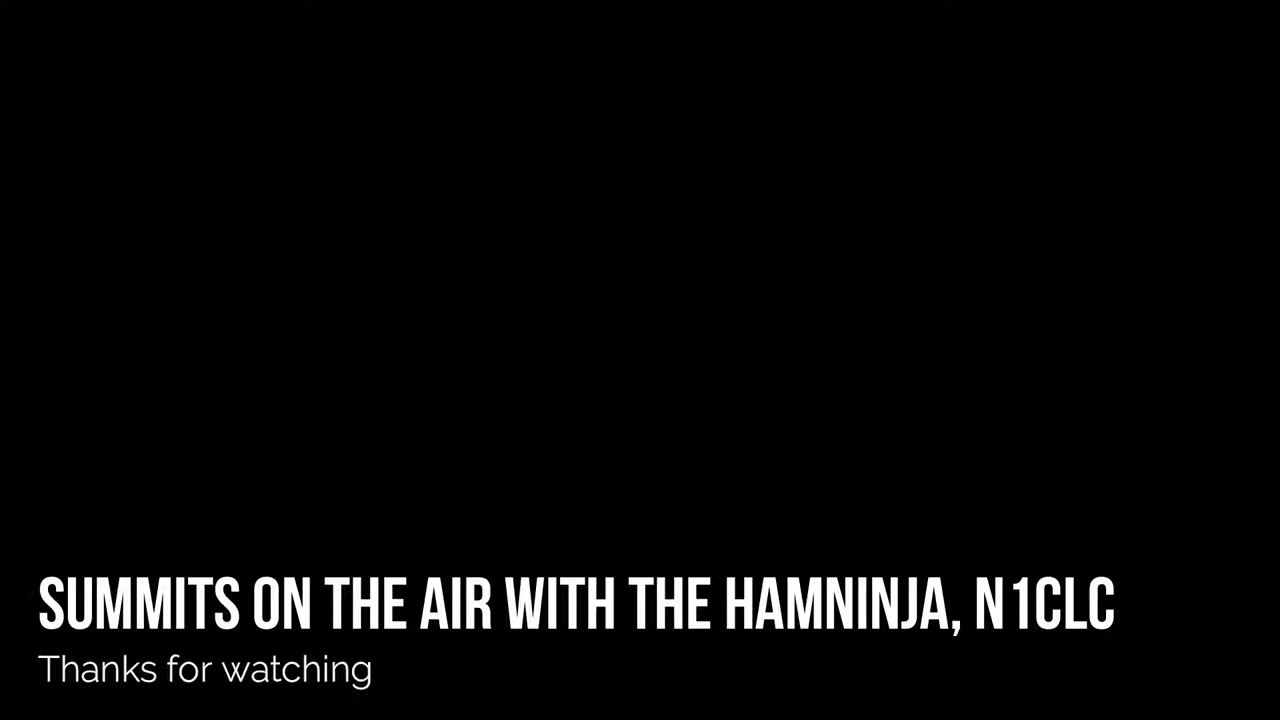 SUMMITS ON THE AIR WITH THE HAMNINJA, N1CLC
Thanks for watching